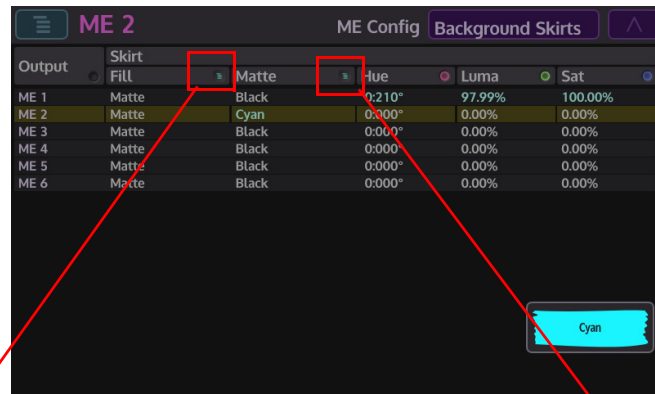 ME 2 ME Config Background Skirts
Skirt
Output Fill Matte Hue Luma Sat
ME 1 Matte Black 0:210° 97.99% 100.00%
ME 2 Matte Cyan 0:000° 0.00% 0.00%
ME 3 Matte Black 0:000° 0.00% 0.00%
ME 4 Matte Black 0:000° 0.00% 0.00%
ME 5 Matte Black 0:000° 0.00% 0.00%
ME 6 Matte Black 0:000° 0.00% 0.00%
Cyan